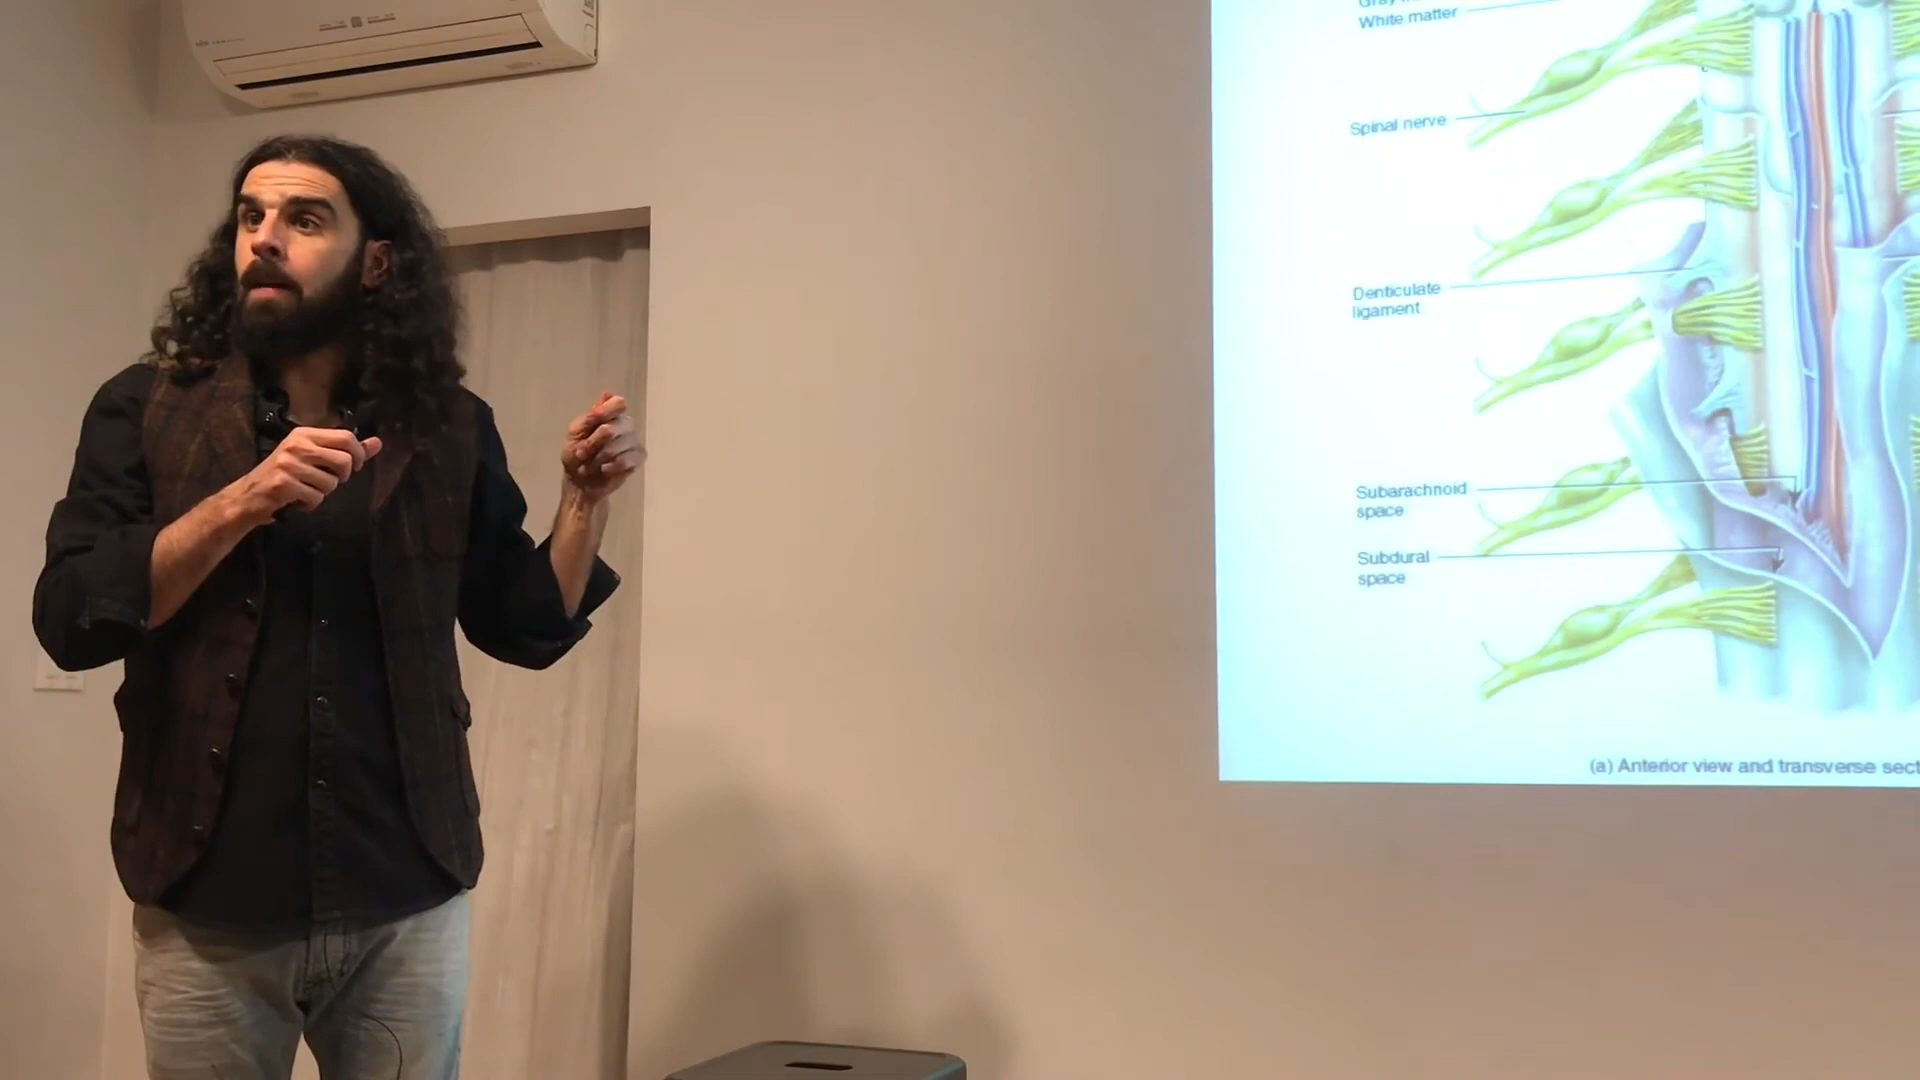 White matter
Spinal nerve
Denticulate
ligament
Subarachnoid
space
Subdural
space
(a) Anterior view and transverse sect